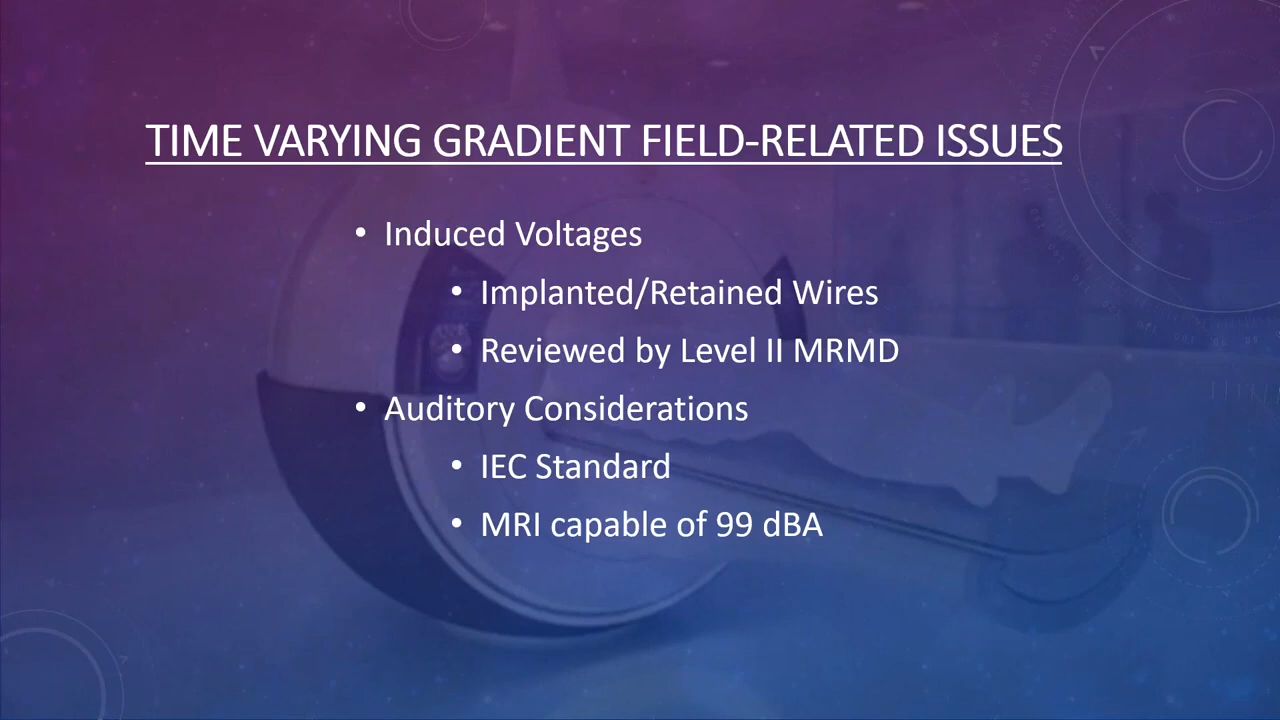 TIME VARYING GRADIENT FIELD-RELATED ISSUES
• Induced Voltages
• Implanted/Retained Wires
• Reviewed by Level II MRMD
• Auditory Considerations
• IEC Standard
• MRI capable of 99 dBA